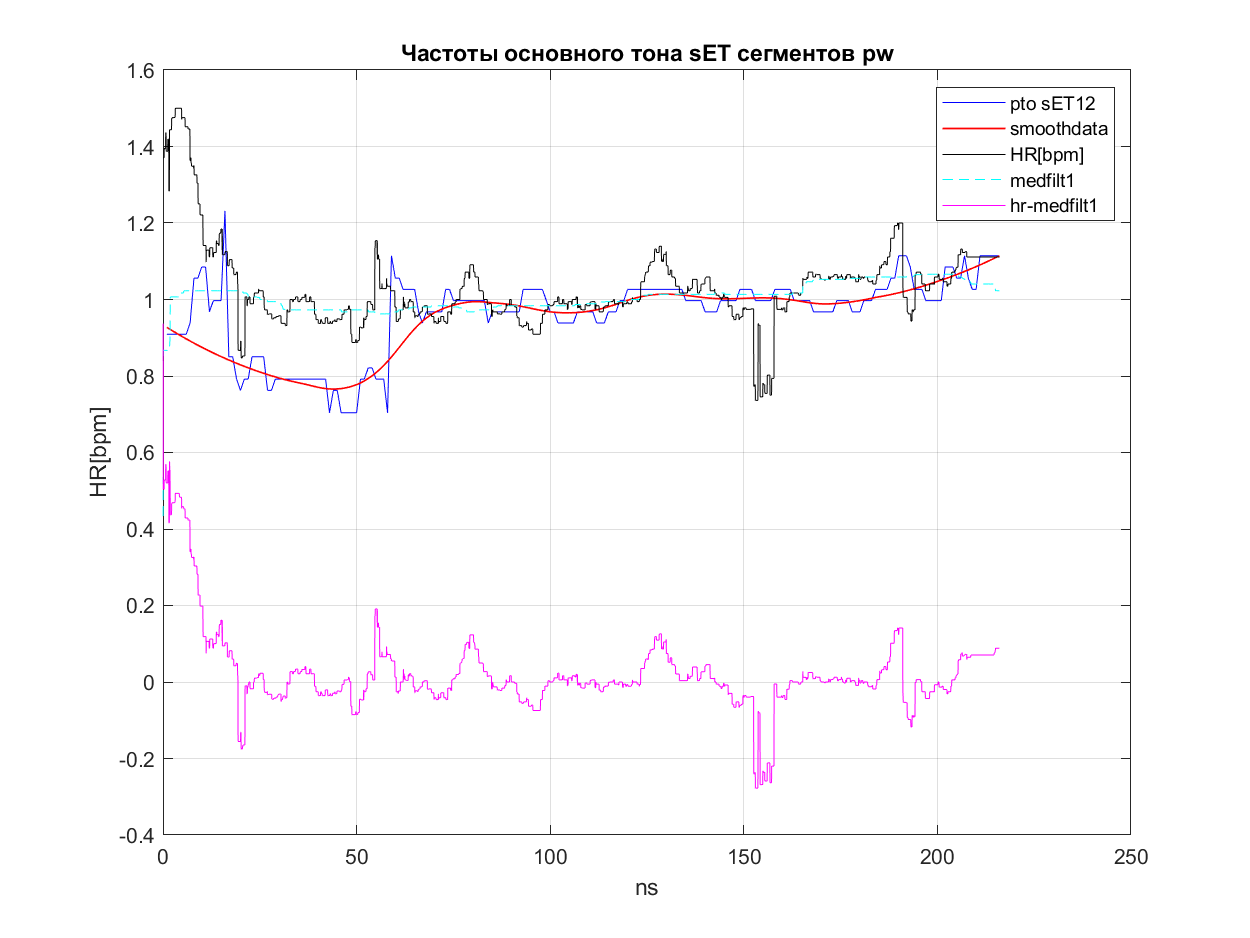 Частоты основного тона sET сегментов pw
pto sET12
smoothdata
HR[bpm]
medfilt1
hr-medfilt1
1.6
1.4
1.2
1
0.8
0.6
0.4
0.2
0
-0.2
-0.4
HR[bpm]
0 50 100 150 200 250
ns